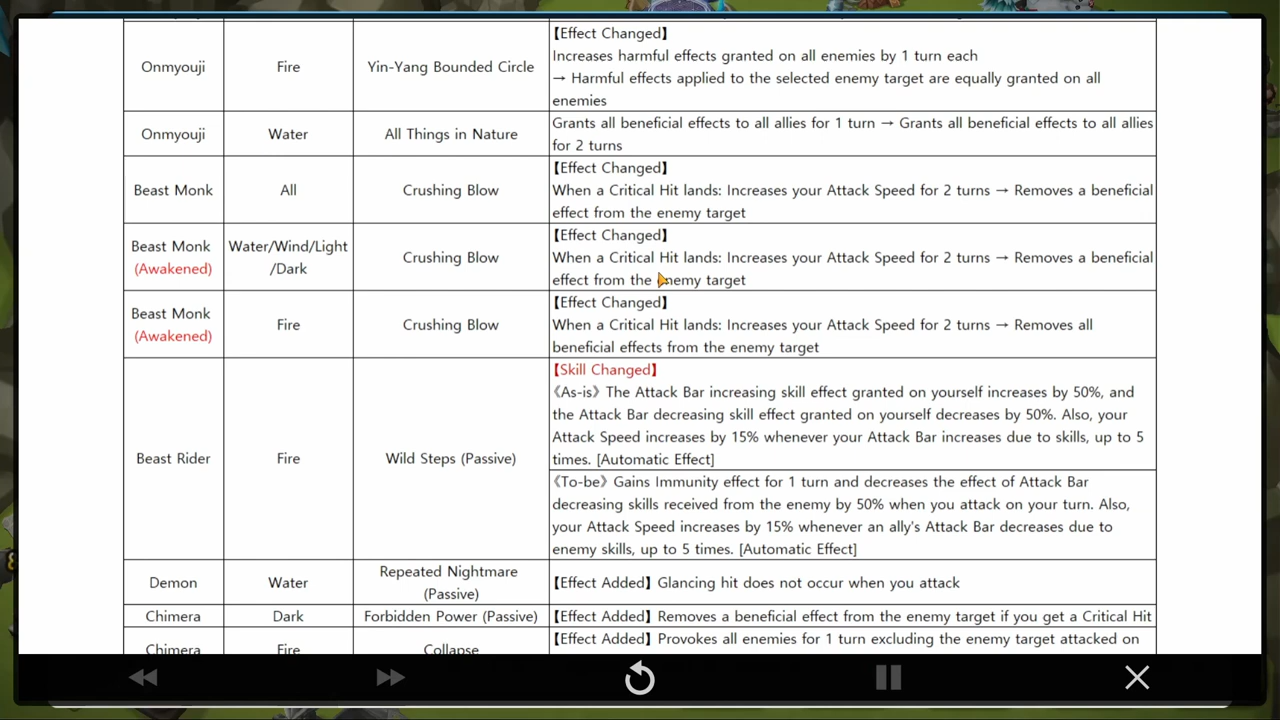 【Effect Changed】
Onmyouji Fire Yin-Yang Bounded Circle Increases harmful effects granted on all enemies by 1 turn each
→ Harmful effects applied to the selected enemy target are equally granted on all
enemies
Onmyouji Water All Things in Nature Grants all beneficial effects to all allies for 1 turn → Grants all beneficial effects to all allies
for 2 turns
【Effect Changed】
Beast Monk All Crushing Blow When a Critical Hit lands: Increases your Attack Speed for 2 turns → Removes a beneficial
effect from the enemy target
Beast Monk Water/Wind/Light 【Effect Changed】
(Awakened) /Dark Crushing Blow When a Critical Hit lands: Increases your Attack Speed for 2 turns → Removes a beneficial
effect from the enemy target
Beast Monk 【Effect Changed】
(Awakened) Fire Crushing Blow When a Critical Hit lands: Increases your Attack Speed for 2 turns → Removes all
beneficial effects from the enemy target
【Skill Changed】
《As-is》 The Attack Bar increasing skill effect granted on yourself increases by 50%, and
the Attack Bar decreasing skill effect granted on yourself decreases by 50%. Also, your
Attack Speed increases by 15% whenever your Attack Bar increases due to skills, up to 5
Beast Rider Fire Wild Steps (Passive) times. [Automatic Effect]
《To-be》 Gains Immunity effect for 1 turn and decreases the effect of Attack Bar
decreasing skills received from the enemy by 50% when you attack on your turn. Also,
your Attack Speed increases by 15% whenever an ally's Attack Bar decreases due to
enemy skills, up to 5 times. [Automatic Effect]
Demon Water Repeated Nightmare
(Passive) 【Effect Added】 Glancing hit does not occur when you attack
Chimera Dark Forbidden Power (Passive) 【Effect Added】 Removes a beneficial effect from the enemy target if you get a Critical Hit
Chimera Fire Collapse 【Effect Added】 Provokes all enemies for 1 turn excluding the enemy target attacked on